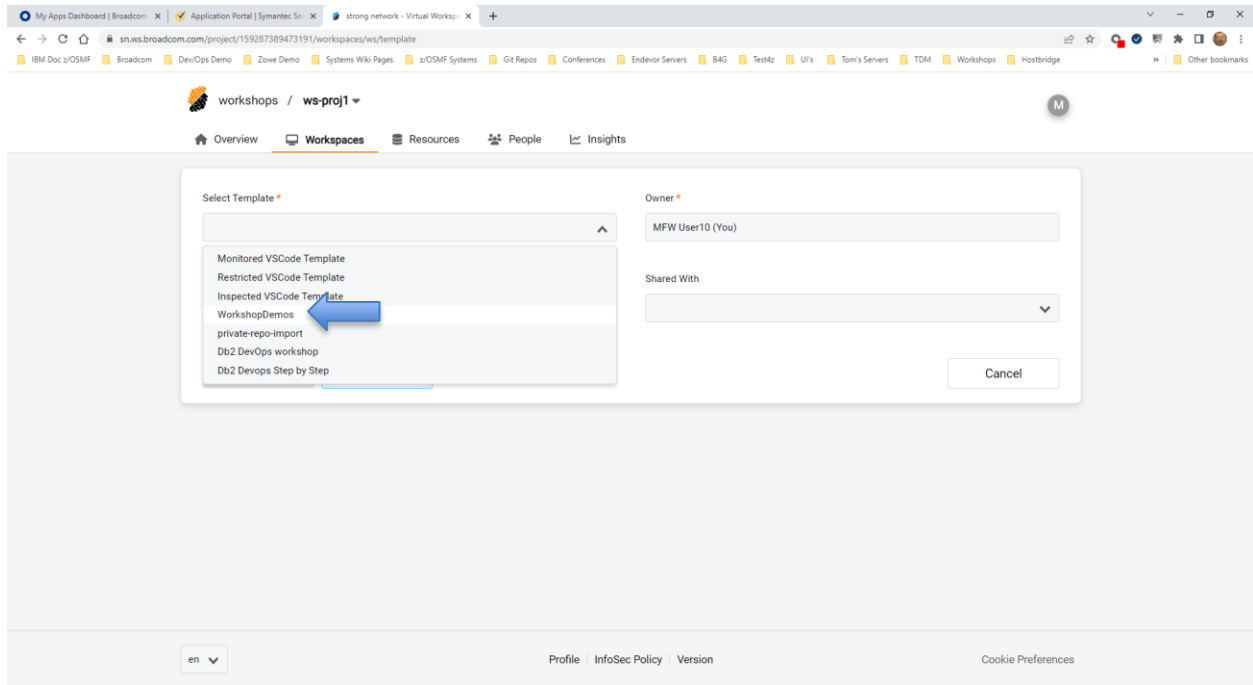 My Apps Dashboard | Broadcom
Application Portal | Symantec Sec
strong network - Virtual Workspa
sn.ws.broadcom.com/project/159287389473191/workspaces/ws/template
IBM Doc z/OSMF Broadcom Dev/Ops Demo Zowe Demo Systems Wiki Pages z/OSMF Systems Git Repos Conferences Endevor Servers B4G Test4z UI's Tom's Servers TDM Workshops Hostbridge » Other bookmarks
workshops / ws-proj1
M
Overview Workspaces Resources People Insights
Select Template *
Owner *
MFW User10 (You)
Monitored VSCode Template
Restricted VSCode Template
Shared With
Inspected VSCode Template
WorkshopDemos
private-repo-import
Db2 DevOps workshop
Db2 Devops Step by Step
Cancel
en
Profile InfoSec Policy Version
Cookie Preferences